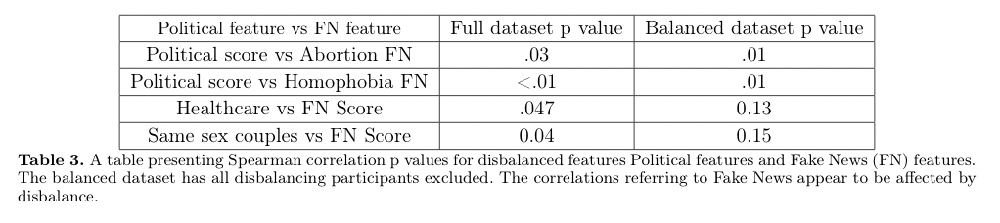 Political feature vs FN feature Full dataset p value Balanced dataset p value
Political score vs Abortion FN .03 .01
Political score vs Homophobia FN <.01 .01
Healthcare vs FN Score .047 0.13
Same sex couples vs FN Score 0.04 0.15
Table 3. A table presenting Spearman correlation p values for disbalanced features Political features and Fake News (FN) features.
The balanced dataset has all disbalancing participants excluded. The correlations referring to Fake News appear to be affected by
disbalance.